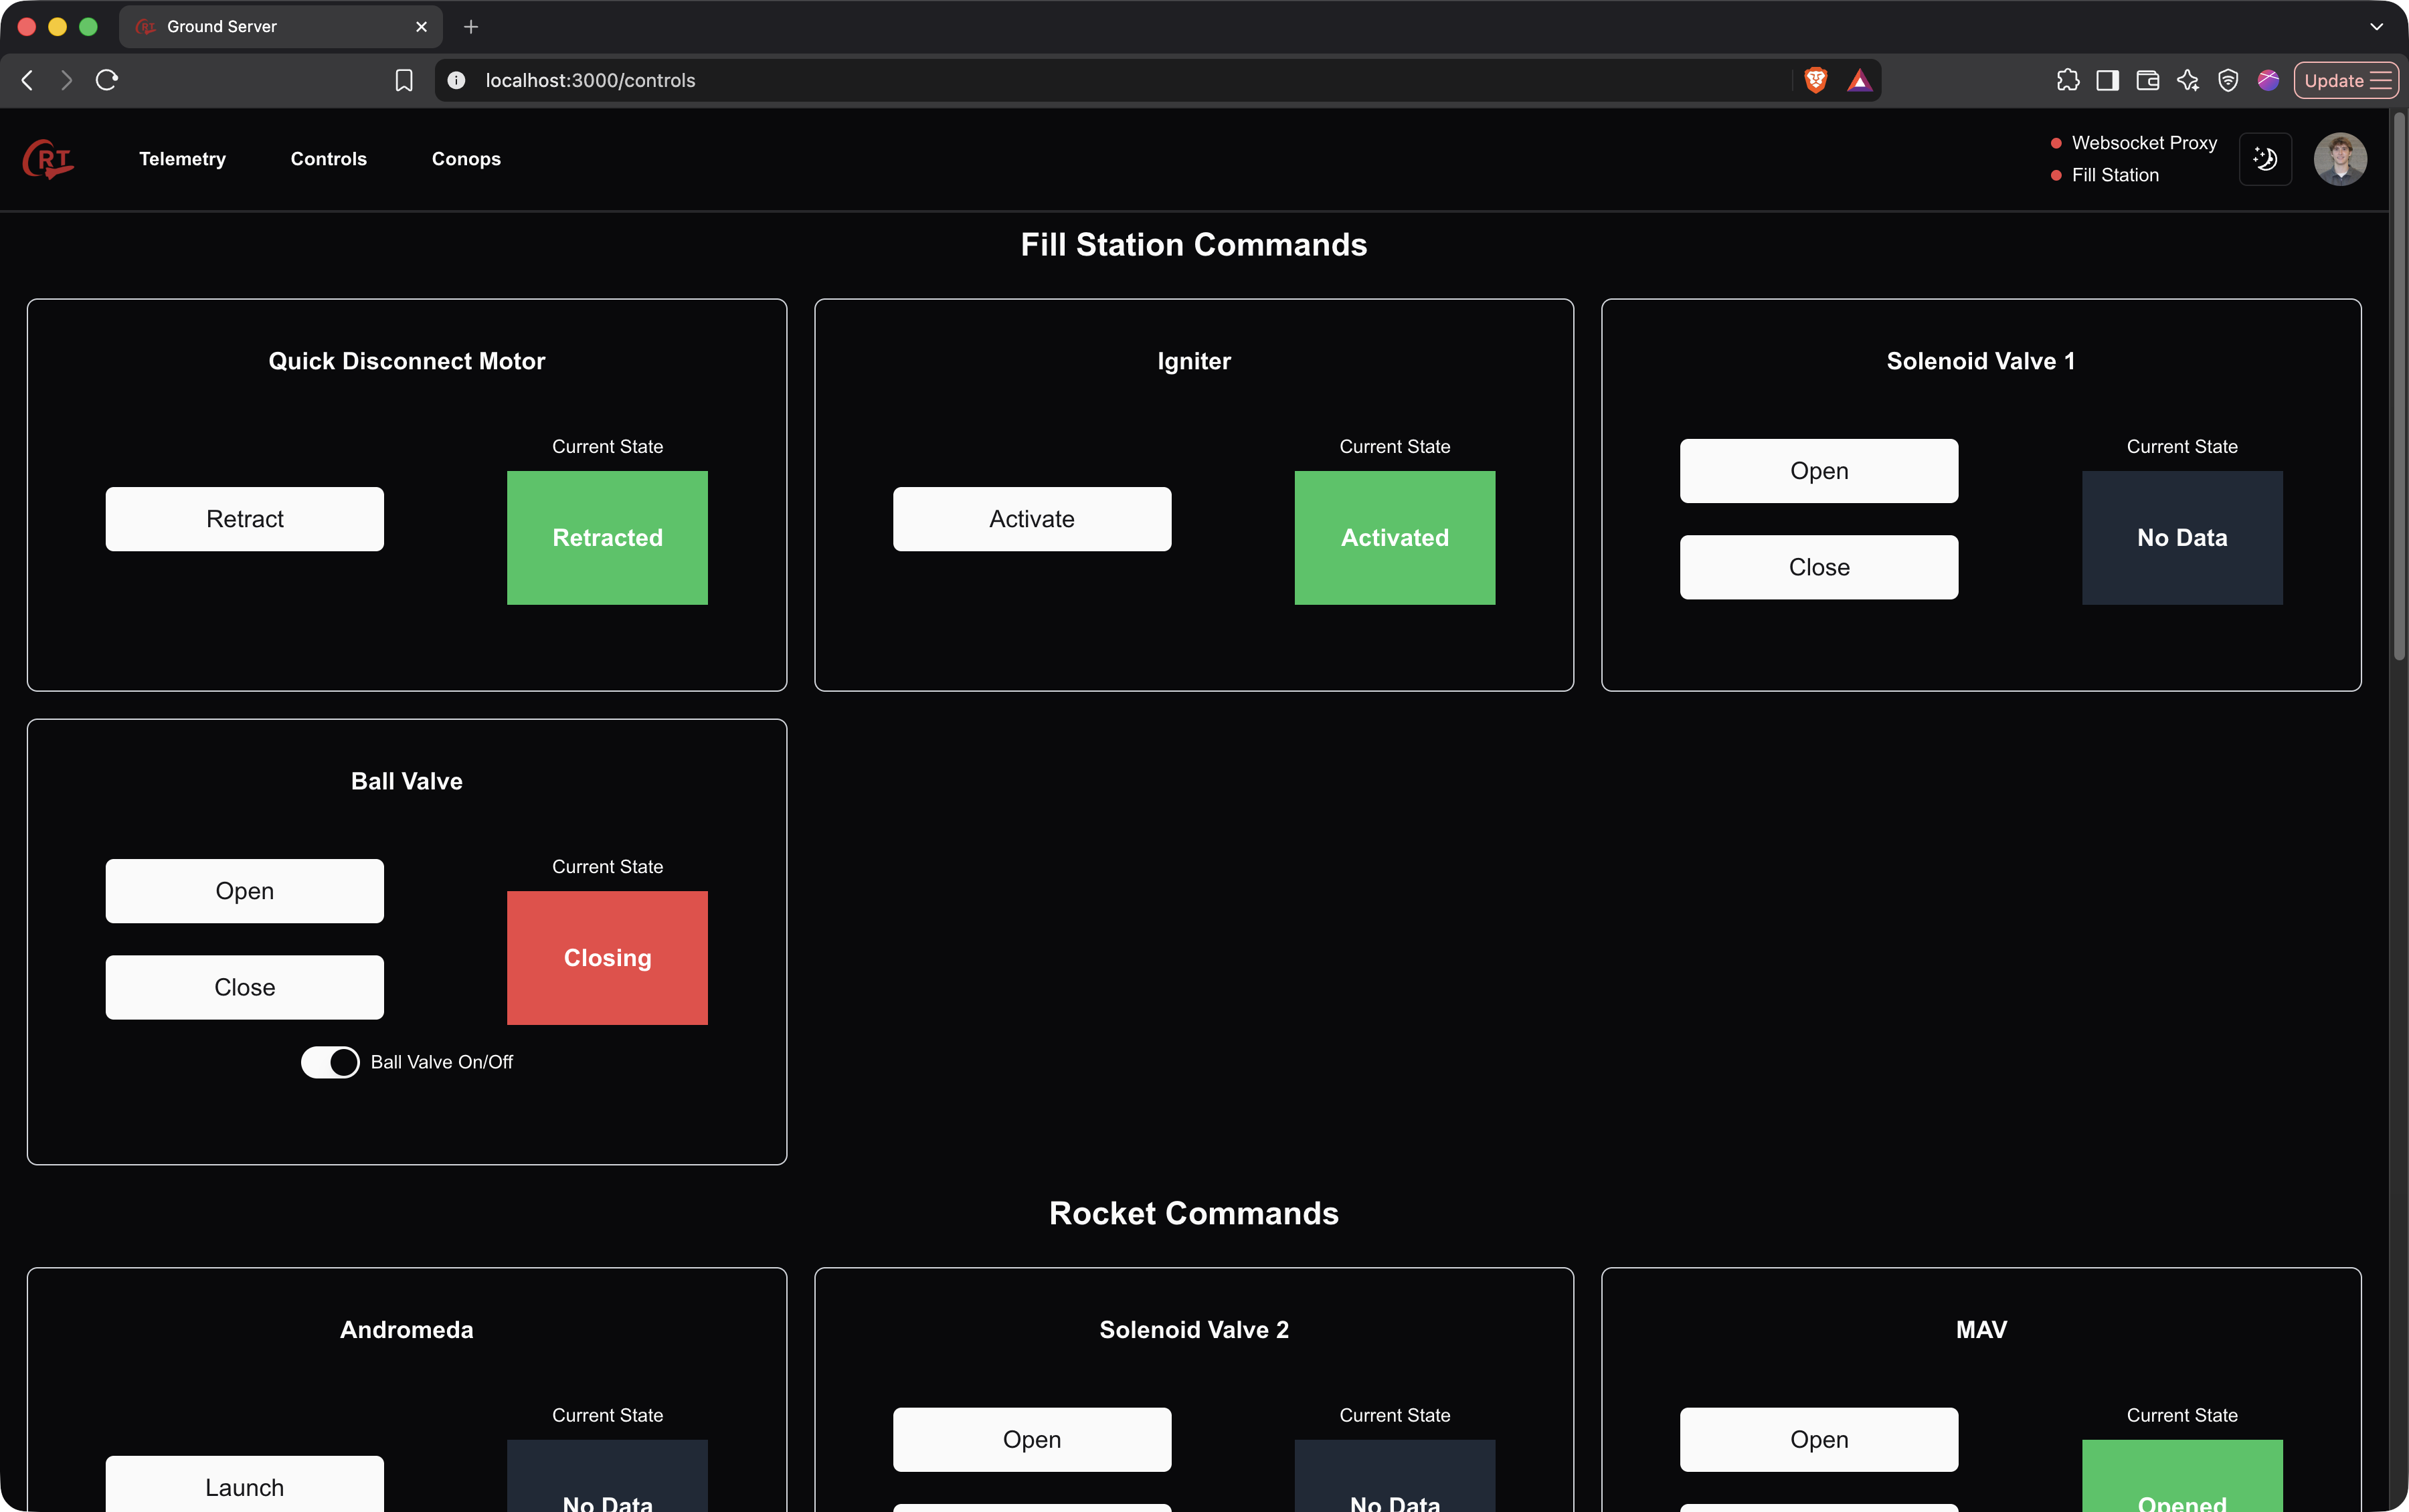 Ground Server
localhost:3000/controls
Update
RT
Telemetry
Controls
Conops
Websocket Proxy
Fill Station
Fill Station Commands
Quick Disconnect Motor
Current State
Retract
Retracted
Igniter
Current State
Activate
Activated
Solenoid Valve 1
Current State
Open
Close
No Data
Ball Valve
Current State
Open
Close
Closing
Ball Valve On/Off
Rocket Commands
Andromeda
Current State
Launch
No Data
Solenoid Valve 2
Current State
Open
No Data
MAV
Current State
Open
Opened